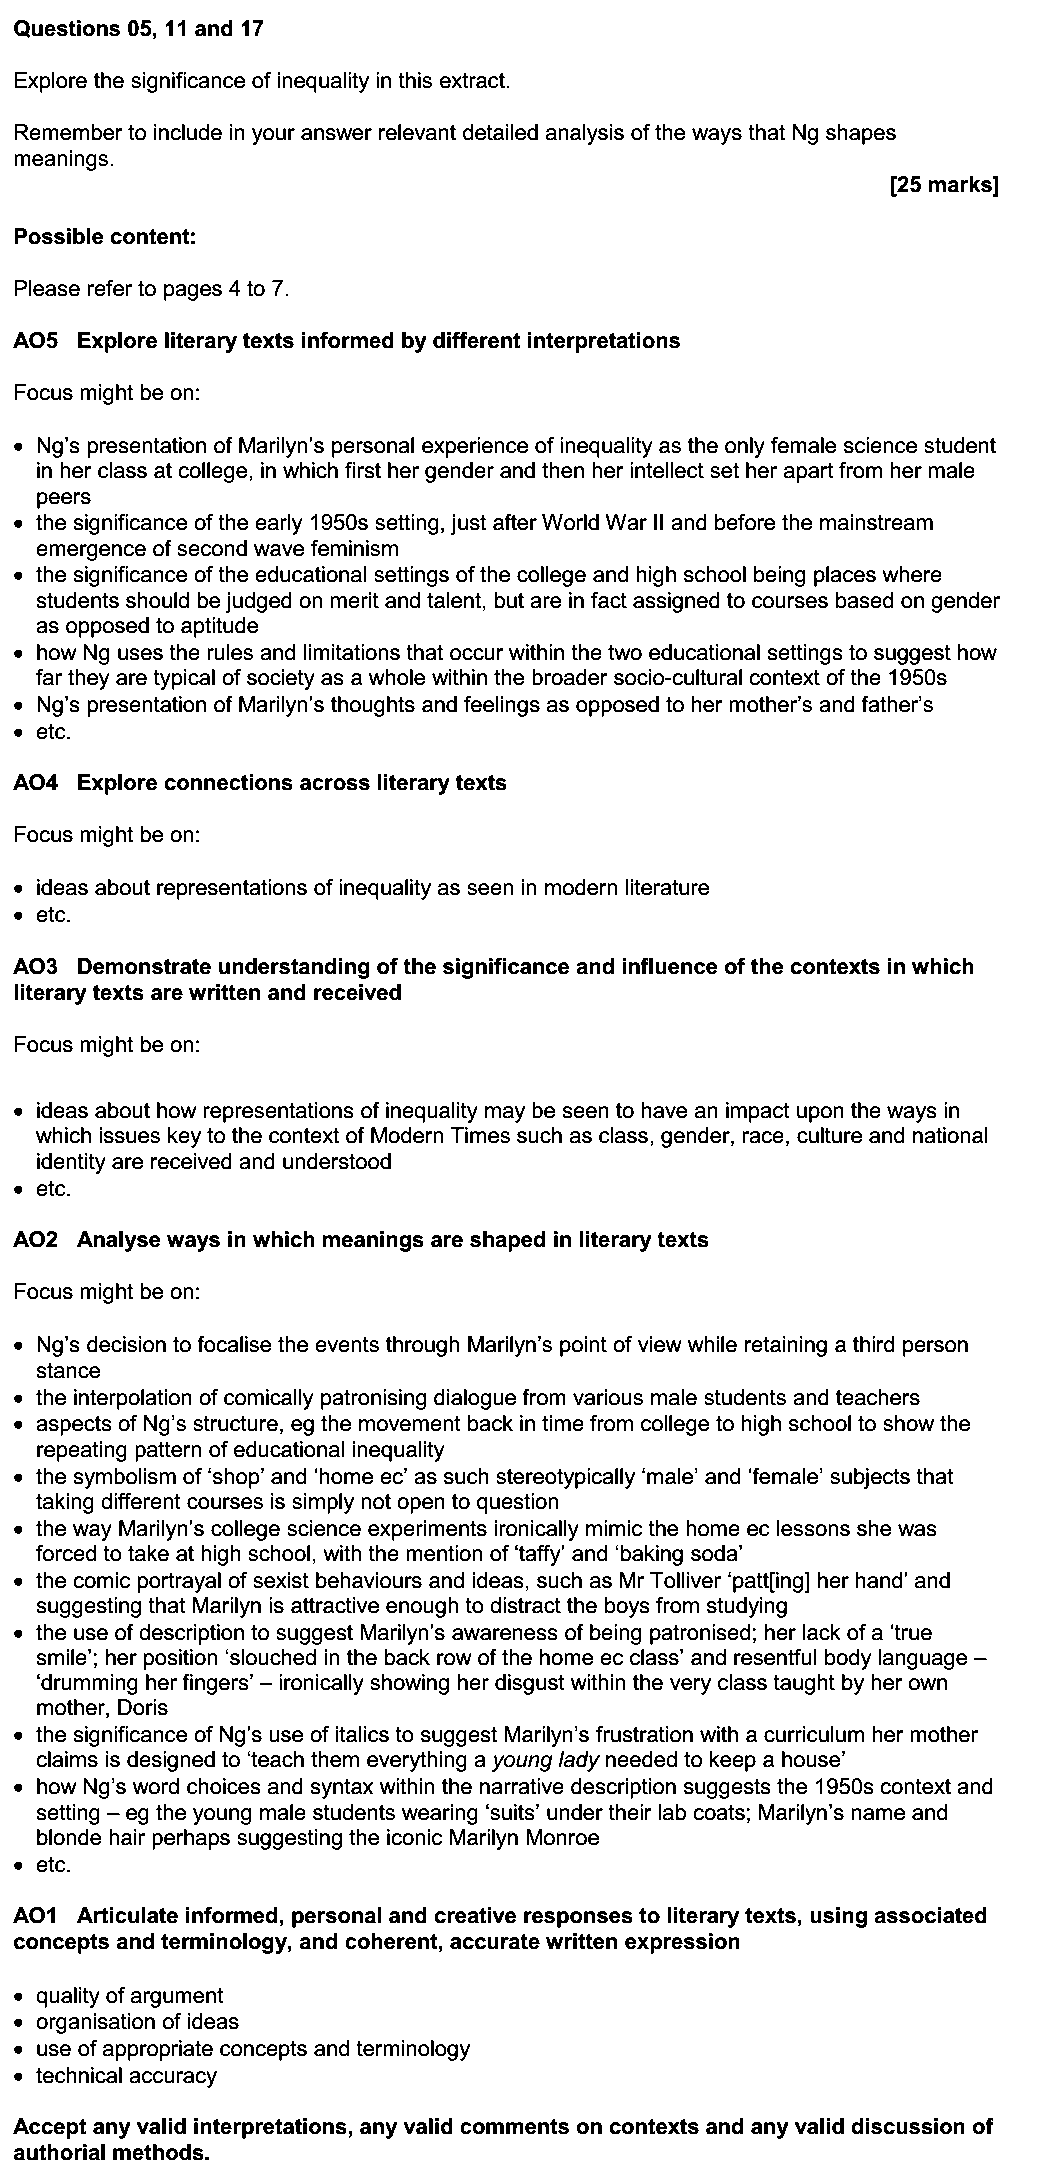 Questions 05, 11 and 17
Explore the significance of inequality in this extract.
Remember to include in your answer relevant detailed analysis of the ways that Ng shapes
meanings.
[25 marks]
Possible content:
Please refer to pages 4 to 7.
AO5 Explore literary texts informed by different interpretations
Focus might be on:
• Ng's presentation of Marilyn's personal experience of inequality as the only female science student
in her class at college, in which first her gender and then her intellect set her apart from her male
peers
• the significance of the early 1950s setting, just after World War II and before the mainstream
emergence of second wave feminism
• the significance of the educational settings of the college and high school being places where
students should be judged on merit and talent, but are in fact assigned to courses based on gender
as opposed to aptitude
• how Ng uses the rules and limitations that occur within the two educational settings to suggest how
far they are typical of society as a whole within the broader socio-cultural context of the 1950s
• Ng's presentation of Marilyn's thoughts and feelings as opposed to her mother's and father's
• etc.
AO4 Explore connections across literary texts
Focus might be on:
• ideas about representations of inequality as seen in modern literature
• etc.
AO3 Demonstrate understanding of the significance and influence of the contexts in which
literary texts are written and received
Focus might be on:
• ideas about how representations of inequality may be seen to have an impact upon the ways in
which issues key to the context of Modern Times such as class, gender, race, culture and national
identity are received and understood
• etc.
AO2 Analyse ways in which meanings are shaped in literary texts
Focus might be on:
• Ng's decision to focalise the events through Marilyn's point of view while retaining a third person
stance
• the interpolation of comically patronising dialogue from various male students and teachers
• aspects of Ng's structure, eg the movement back in time from college to high school to show the
repeating pattern of educational inequality
• the symbolism of 'shop' and 'home ec' as such stereotypically 'male' and 'female' subjects that
taking different courses is simply not open to question
• the way Marilyn's college science experiments ironically mimic the home ec lessons she was
forced to take at high school, with the mention of 'taffy' and 'baking soda'
• the comic portrayal of sexist behaviours and ideas, such as Mr Tolliver 'patt[ing] her hand' and
suggesting that Marilyn is attractive enough to distract the boys from studying
• the use of description to suggest Marilyn's awareness of being patronised; her lack of a 'true
smile'; her position 'slouched in the back row of the home ec class' and resentful body language –
'drumming her fingers' – ironically showing her disgust within the very class taught by her own
mother, Doris
• the significance of Ng's use of italics to suggest Marilyn's frustration with a curriculum her mother
claims is designed to 'teach them everything a young lady needed to keep a house'
• how Ng's word choices and syntax within the narrative description suggests the 1950s context and
setting – eg the young male students wearing 'suits' under their lab coats; Marilyn's name and
blonde hair perhaps suggesting the iconic Marilyn Monroe
• etc.
AO1 Articulate informed, personal and creative responses to literary texts, using associated
concepts and terminology, and coherent, accurate written expression
• quality of argument
• organisation of ideas
• use of appropriate concepts and terminology
• technical accuracy
Accept any valid interpretations, any valid comments on contexts and any valid discussion of
authorial methods.